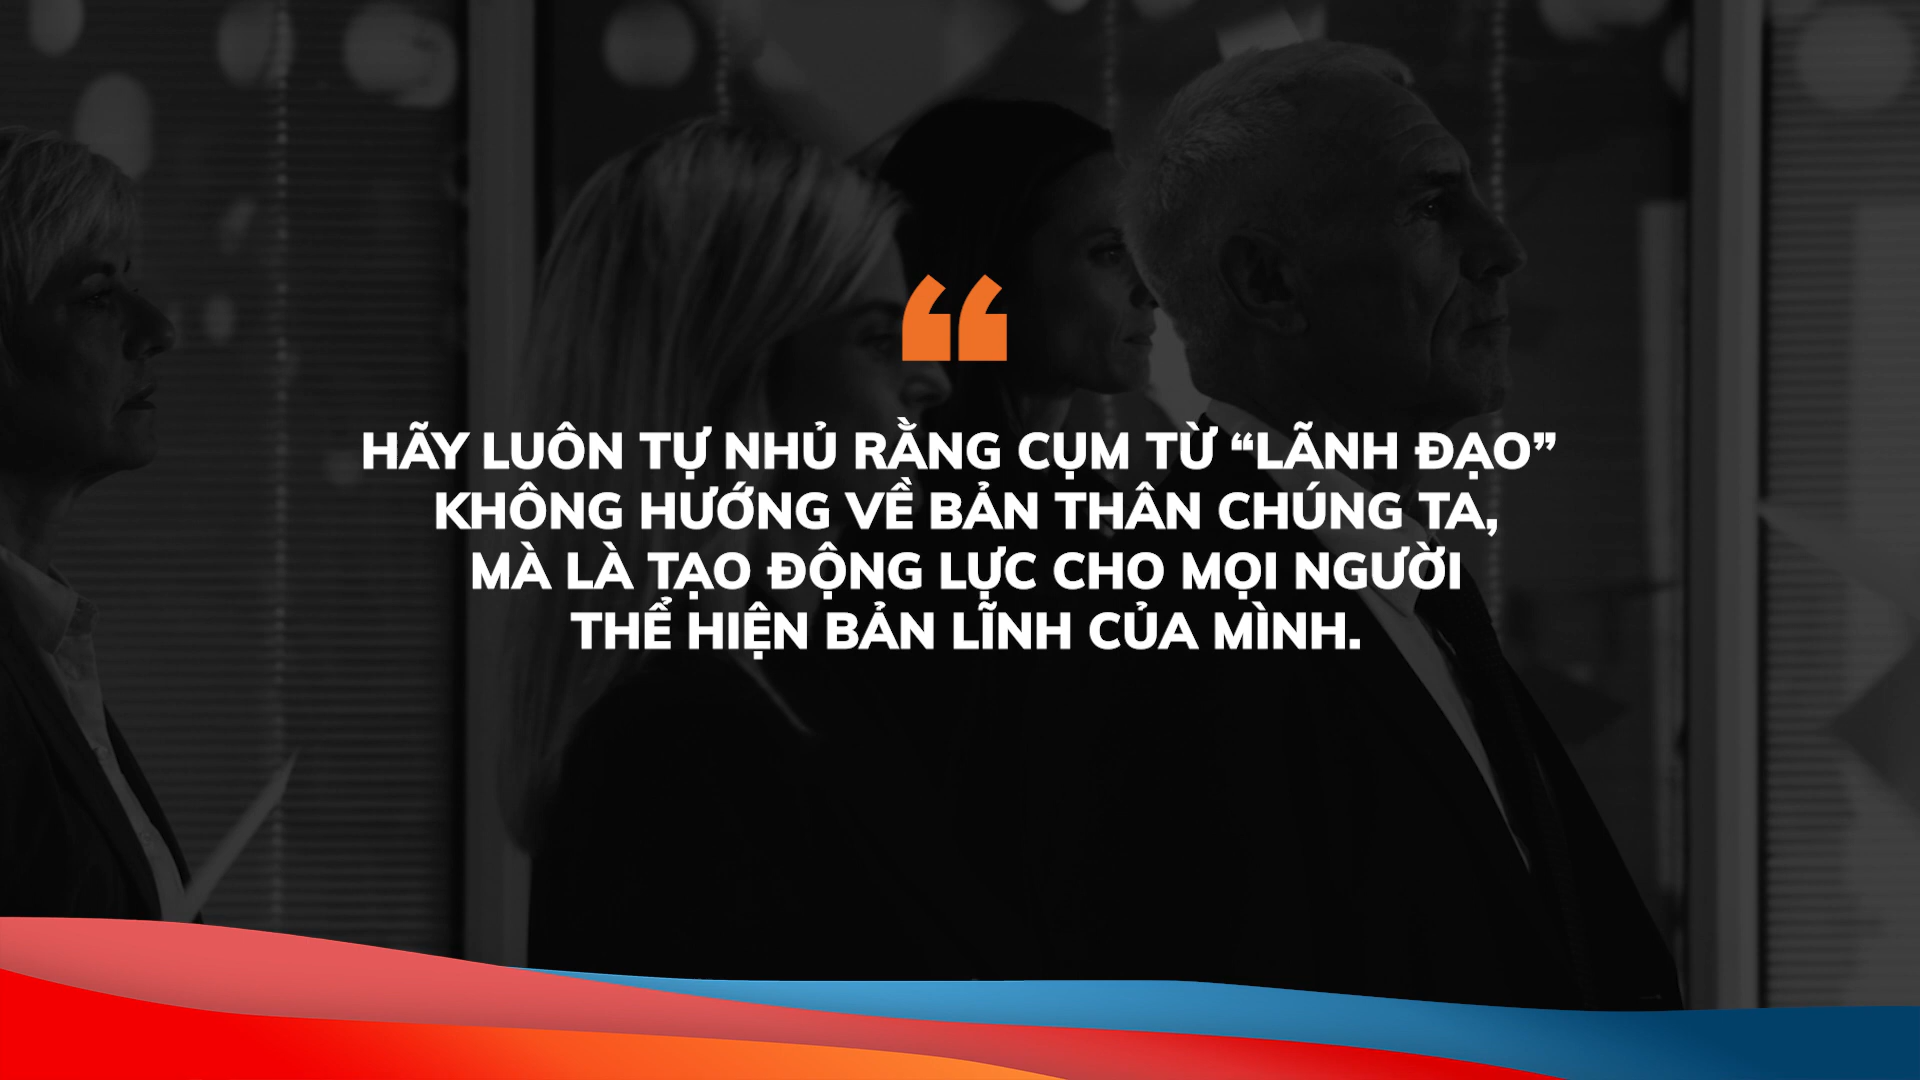 HÃY LUÔN TỰ NHỦ RẰNG CỤM TỪ “LÃNH ĐẠO”
KHÔNG HƯỚNG VỀ BẢN THÂN CHÚNG TA,
MÀ LÀ TẠO ĐỘNG LỰC CHO MỌI NGƯỜI
THỂ HIỆN BẢN LĨNH CỦA MÌNH.